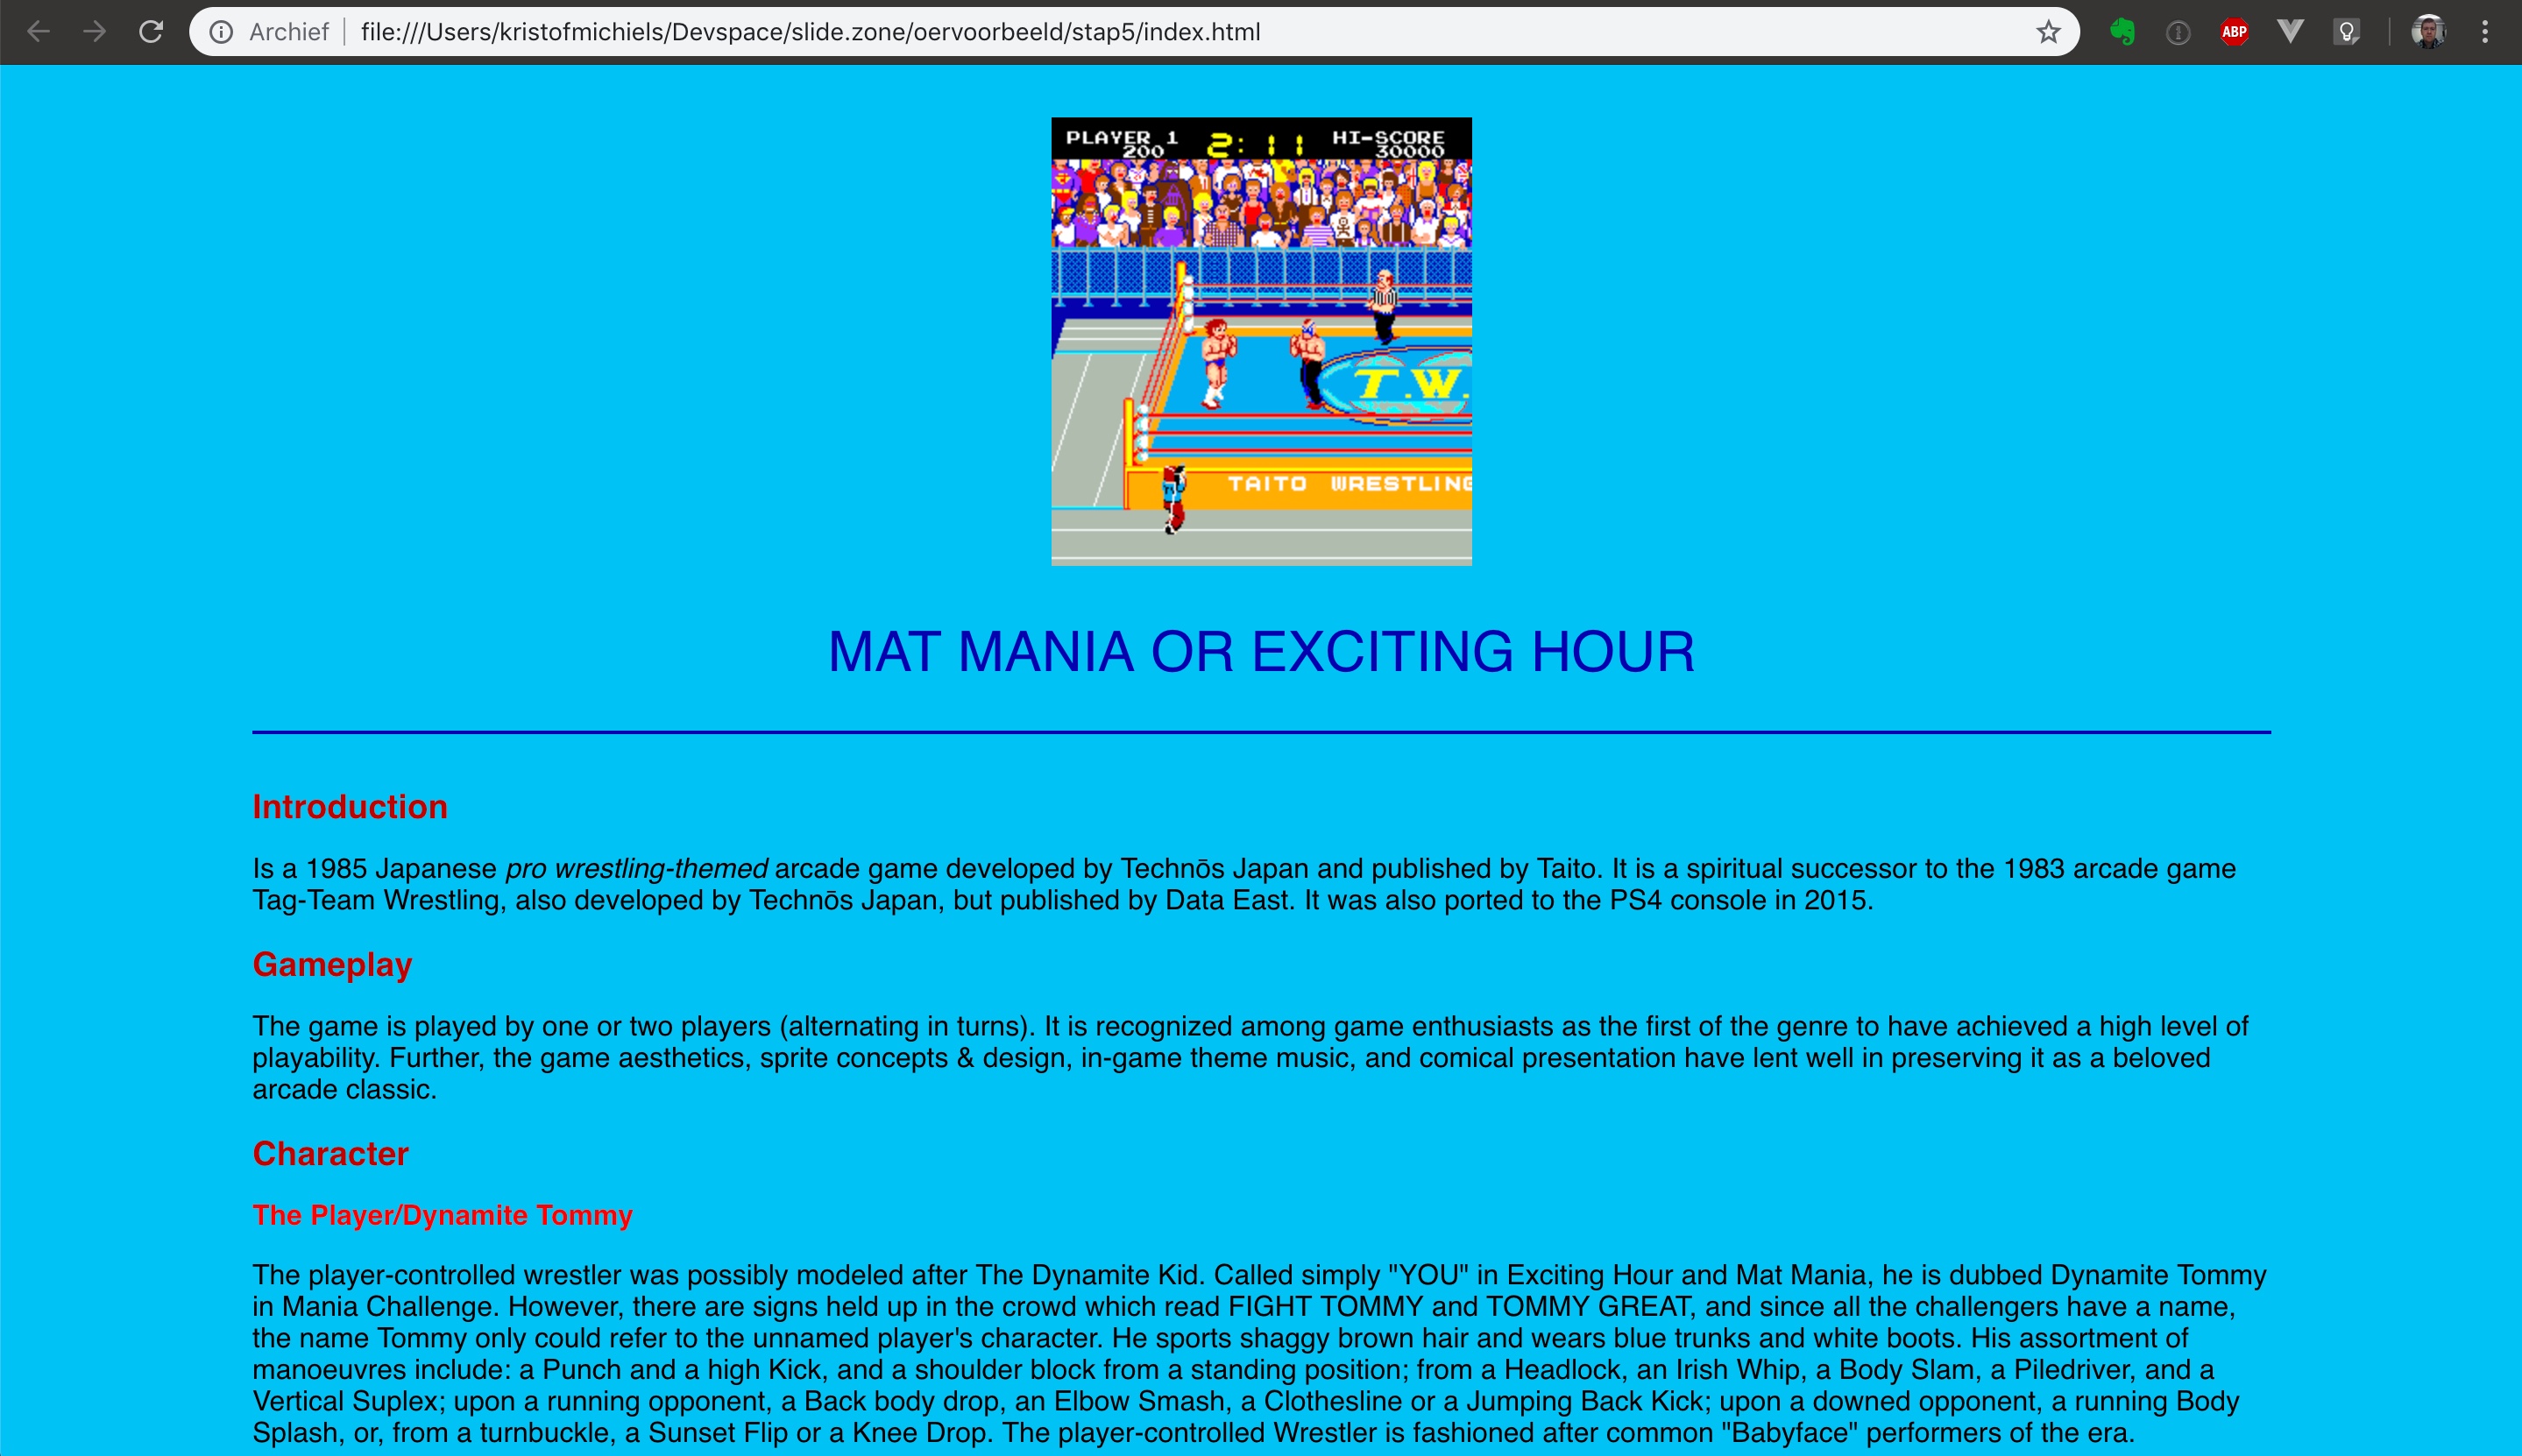 Archief
file:///Users/kristofmichiels/Devspace/slide.zone/oervoorbeeld/stap5/index.html
ABP
PLAYER 1 2:11 HI-SCORE
200 30000
T.W.
TAITO WRESTLING
MAT MANIA OR EXCITING HOUR
Introduction
Is a 1985 Japanese pro wrestling-themed arcade game developed by Technōs Japan and published by Taito. It is a spiritual successor to the 1983 arcade game
Tag-Team Wrestling, also developed by Technōs Japan, but published by Data East. It was also ported to the PS4 console in 2015.
Gameplay
The game is played by one or two players (alternating in turns). It is recognized among game enthusiasts as the first of the genre to have achieved a high level of
playability. Further, the game aesthetics, sprite concepts & design, in-game theme music, and comical presentation have lent well in preserving it as a beloved
arcade classic.
Character
The Player/Dynamite Tommy
The player-controlled wrestler was possibly modeled after The Dynamite Kid. Called simply "YOU" in Exciting Hour and Mat Mania, he is dubbed Dynamite Tommy
in Mania Challenge. However, there are signs held up in the crowd which read FIGHT TOMMY and TOMMY GREAT, and since all the challengers have a name,
the name Tommy only could refer to the unnamed player's character. He sports shaggy brown hair and wears blue trunks and white boots. His assortment of
manoeuvres include: a Punch and a high Kick, and a shoulder block from a standing position; from a Headlock, an Irish Whip, a Body Slam, a Piledriver, and a
Vertical Suplex; upon a running opponent, a Back body drop, an Elbow Smash, a Clothesline or a Jumping Back Kick; upon a downed opponent, a running Body
Splash, or, from a turnbuckle, a Sunset Flip or a Knee Drop. The player-controlled Wrestler is fashioned after common "Babyface" performers of the era.